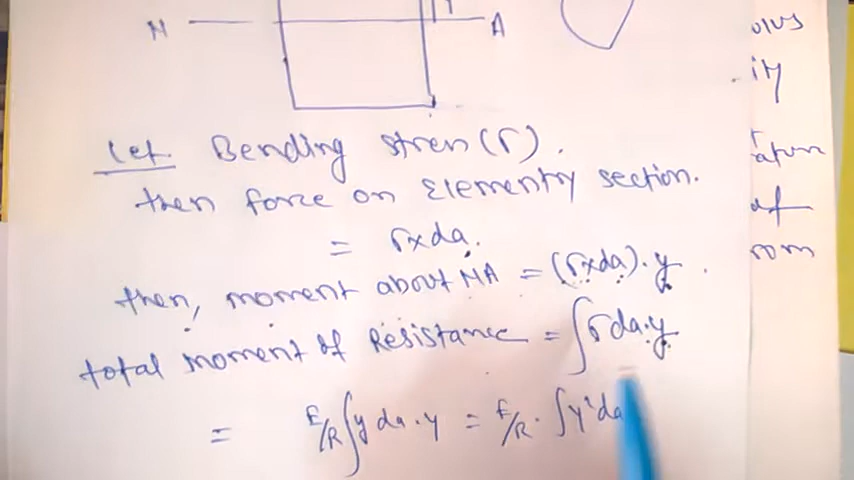 N A
Let Bending stren (σ).
then force on Elementry section.
= σxda.
then, moment about NA = (σxda).y.
total moment of Resistance = ∫σda.y
= E/R ∫y da.y = E/R. ∫y²da